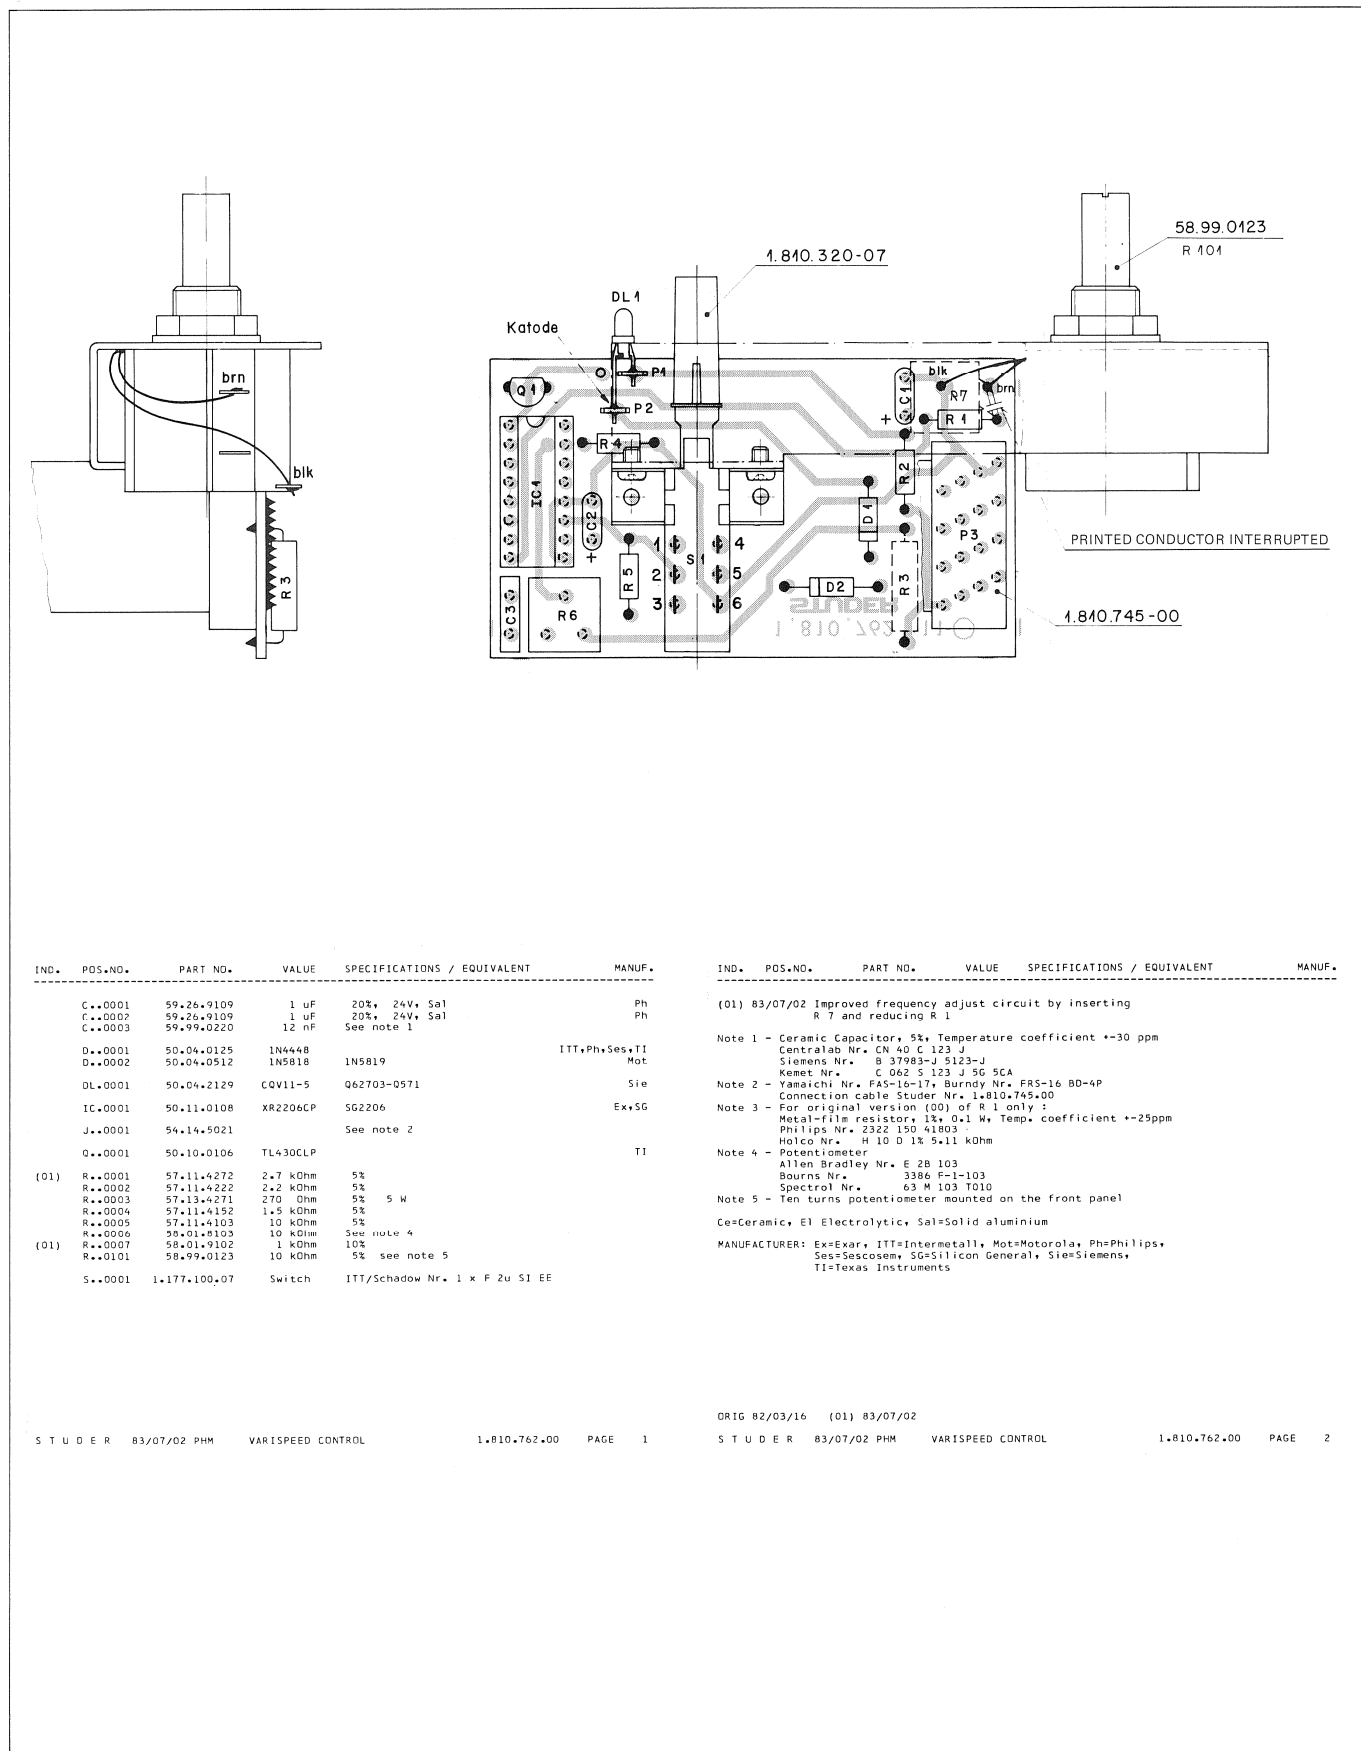 58.99.0123
R 101
1.810.320-07
DL1
Katode
P1
blk
brn
Q1
P2
C1
R7
brn
+
R 1
R4
blk
R2
IC1
C2
D1
P3
PRINTED CONDUCTOR INTERRUPTED
1
4
S1
+
R5
2
5
R3
D2
R3
3
6
C3
R6
STUDER
1.810.762
11
1.810.745-00
IND. POS.NO. PART NO. VALUE SPECIFICATIONS / EQUIVALENT MANUF.
C..0001 59.26.9109 1 uF 20%, 24V, Sal Ph
C..0002 59.26.9109 1 uF 20%, 24V, Sal Ph
C..0003 59.99.0220 12 nF See note 1
D..0001 50.04.0125 1N4448 ITT,Ph,Ses,TI
D..0002 50.04.0512 1N5818 1N5819 Mot
DL.0001 50.04.2129 CQV11-5 Q62703-Q571 Sie
IC.0001 50.11.0108 XR2206CP SG2206 Ex,SG
J..0001 54.14.5021 See note 2
Q..0001 50.10.0106 TL430CLP TI
(01) R..0001 57.11.4272 2.7 kOhm 5%
R..0002 57.11.4222 2.2 kOhm 5%
R..0003 57.13.4271 270 Ohm 5% 5 W
R..0004 57.11.4152 1.5 kOhm 5%
R..0005 57.11.4103 10 kOhm 5%
R..0006 58.01.8103 10 kOhm See note 4
(01) R..0007 58.01.9102 1 kOhm 10%
R..0101 58.99.0123 10 kOhm 5% see note 5
S..0001 1.177.100.07 Switch ITT/Schadow Nr. 1 x F 2u SI EE
S T U D E R 83/07/02 PHM VARISPEED CONTROL 1.810.762.00 PAGE 1
IND. POS.NO. PART NO. VALUE SPECIFICATIONS / EQUIVALENT MANUF.
(01) 83/07/02 Improved frequency adjust circuit by inserting
R 7 and reducing R 1
Note 1 - Ceramic Capacitor, 5%, Temperature coefficient +-30 ppm
Centralab Nr. CN 40 C 123 J
Siemens Nr. B 37983-J 5123-J
Kemet Nr. C 062 S 123 J 5G 5CA
Note 2 - Yamaichi Nr. FAS-16-17, Burndy Nr. FRS-16 BD-4P
Connection cable Studer Nr. 1.810.745.00
Note 3 - For original version (00) of R 1 only :
Metal-film resistor, 1%, 0.1 W, Temp. coefficient +-25ppm
Philips Nr. 2322 150 41803
Holco Nr. H 10 D 1% 5.11 kOhm
Note 4 - Potentiometer
Allen Bradley Nr. E 2B 103
Bourns Nr. 3386 F-1-103
Spectrol Nr. 63 M 103 T010
Note 5 - Ten turns potentiometer mounted on the front panel
Ce=Ceramic, El Electrolytic, Sal=Solid aluminium
MANUFACTURER: Ex=Exar, ITT=Intermetall, Mot=Motorola, Ph=Philips,
Ses=Sescosem, SG=Silicon General, Sie=Siemens,
TI=Texas Instruments
ORIG 82/03/16 (01) 83/07/02
S T U D E R 83/07/02 PHM VARISPEED CONTROL 1.810.762.00 PAGE 2